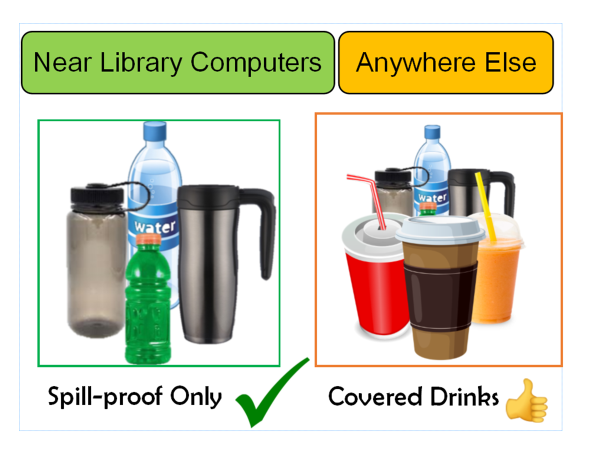 Near Library Computers
Anywhere Else
water
water
Spill-proof Only
Covered Drinks